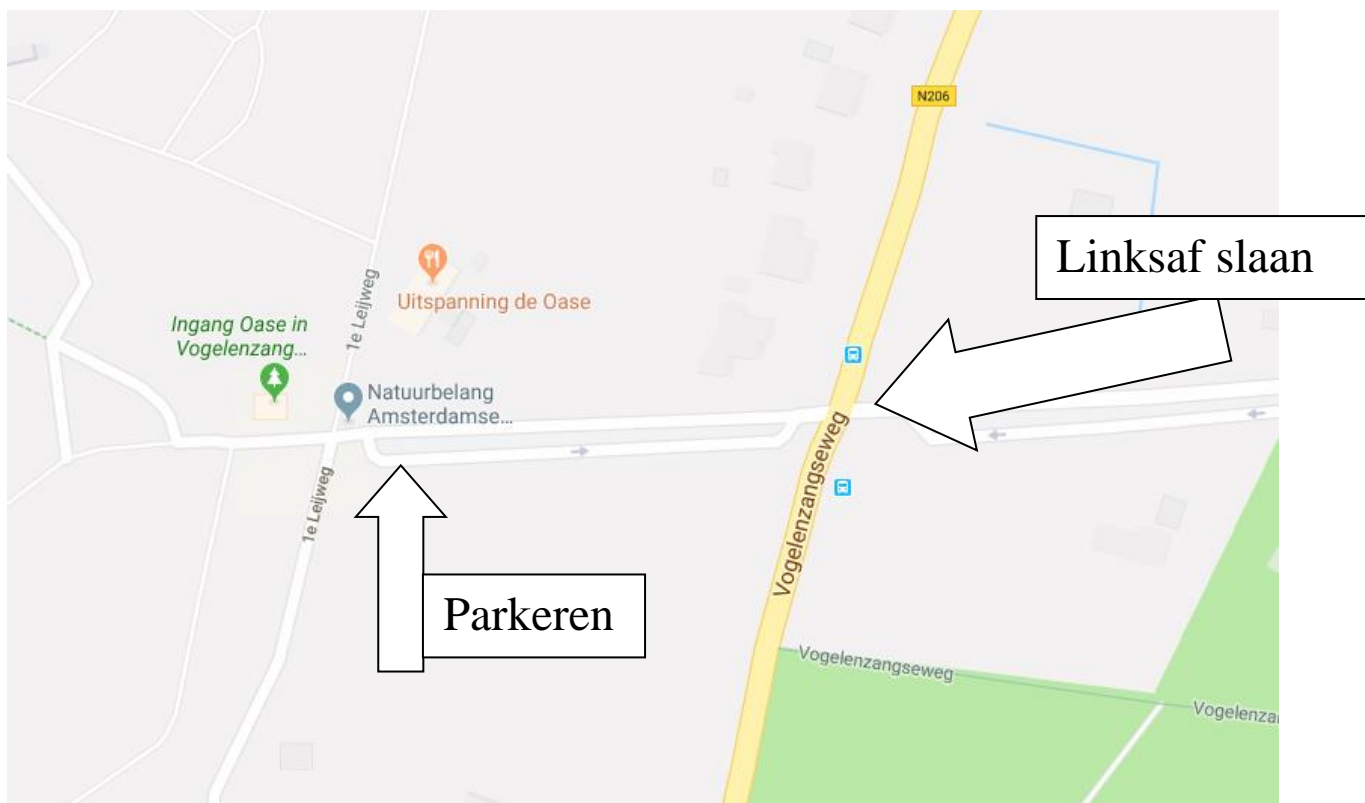 N206
Linksaf slaan
Uitspanning de Oase
1e Leijweg
Ingang Oase in
Vogelenzang...
Natuurbelang
Amsterdamse...
1e Leijweg
Vogelenzangseweg
Parkeren
Vogelenzangseweg
Vogelenza